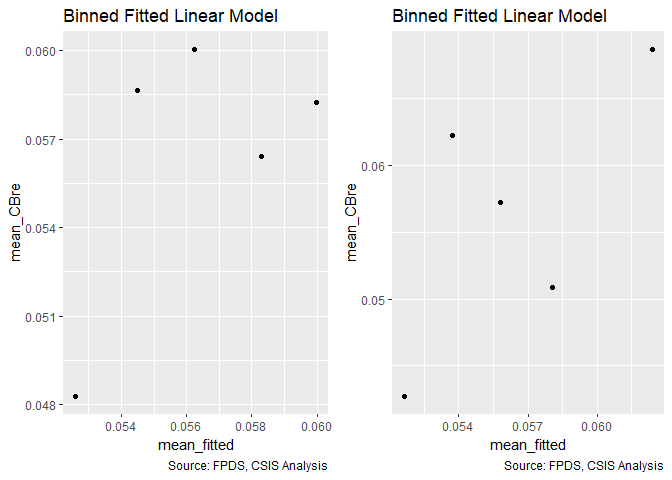 Binned Fitted Linear Model
0.060
0.057
0.054
0.051
0.048
mean_CBre
0.054 0.056 0.058 0.060
mean_fitted
Source: FPDS, CSIS Analysis
Binned Fitted Linear Model
0.06
0.05
mean_CBre
0.054 0.057 0.060
mean_fitted
Source: FPDS, CSIS Analysis